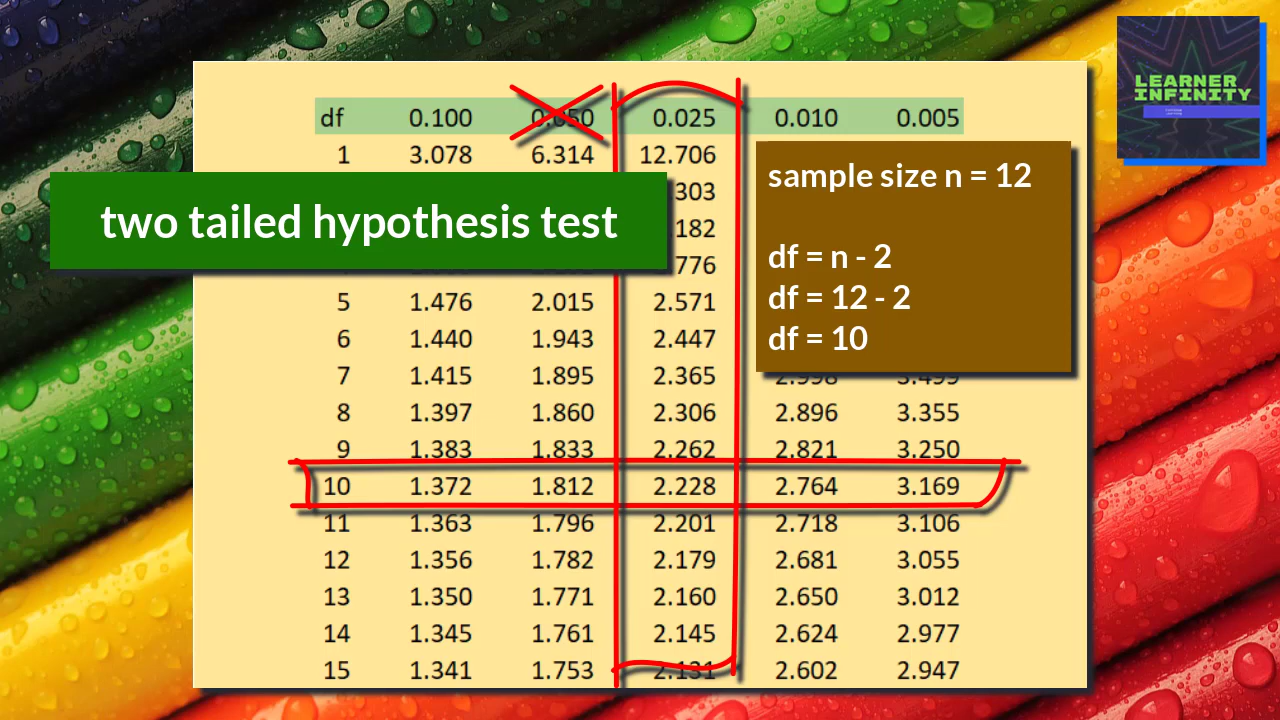 LEARNER
INFINITY
df 0.100 0.050 0.025 0.010 0.005
1 3.078 6.314 12.706
sample size n = 12
303
two tailed hypothesis test
182
df = n - 2
776
df = 12 - 2
5 1.476 2.015 2.571
df = 10
6 1.440 1.943 2.447
7 1.415 1.895 2.365 2.998 3.499
8 1.397 1.860 2.306 2.896 3.355
9 1.383 1.833 2.262 2.821 3.250
10 1.372 1.812 2.228 2.764 3.169
11 1.363 1.796 2.201 2.718 3.106
12 1.356 1.782 2.179 2.681 3.055
13 1.350 1.771 2.160 2.650 3.012
14 1.345 1.761 2.145 2.624 2.977
15 1.341 1.753 2.131 2.602 2.947